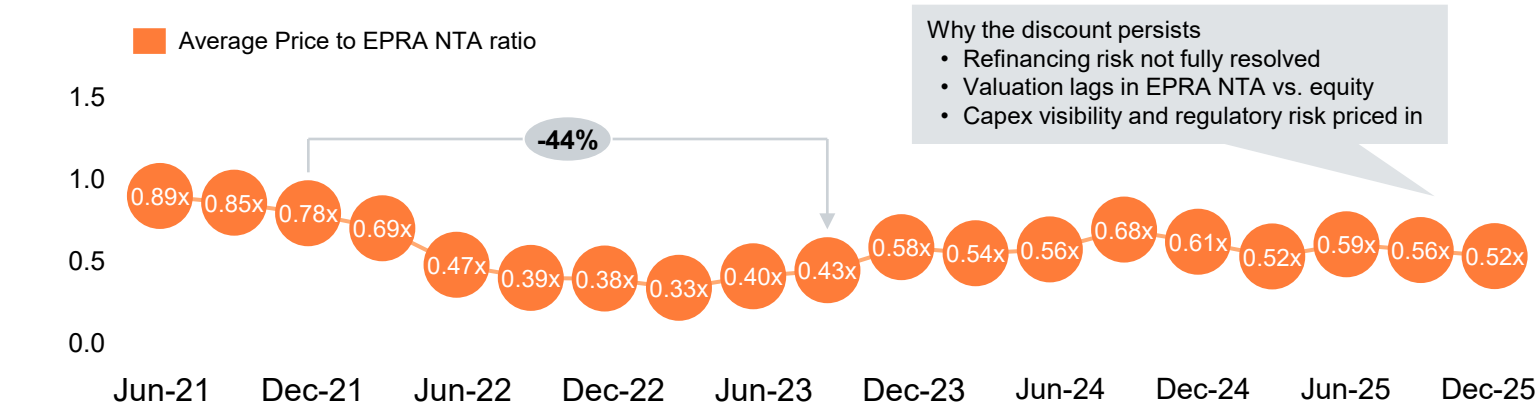 Average Price to EPRA NTA ratio
Why the discount persists
• Refinancing risk not fully resolved
• Valuation lags in EPRA NTA vs. equity
• Capex visibility and regulatory risk priced in
-44%
1.5
1.0
0.5
0.0
0.89x 0.85x 0.78x 0.69x 0.47x 0.39x 0.38x 0.33x 0.40x 0.43x 0.58x 0.54x 0.56x 0.68x 0.61x 0.52x 0.59x 0.56x 0.52x
Jun-21 Dec-21 Jun-22 Dec-22 Jun-23 Dec-23 Jun-24 Dec-24 Jun-25 Dec-25